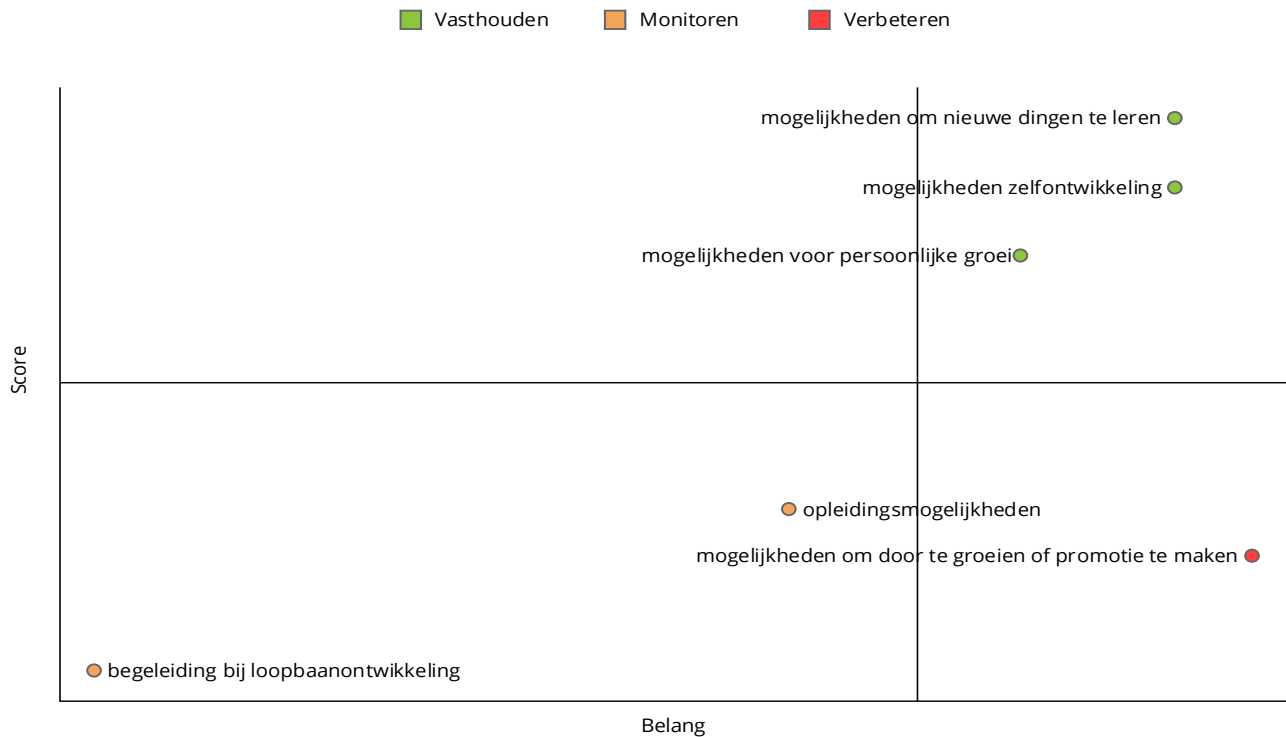 Vasthouden
Monitoren
Verbeteren
mogelijkheden om nieuwe dingen te leren
mogelijkheden zelfontwikkeling
mogelijkheden voor persoonlijke groei
Score
opleidingsmogelijkheden
mogelijkheden om door te groeien of promotie te maken
begeleiding bij loopbaanontwikkeling
Belang